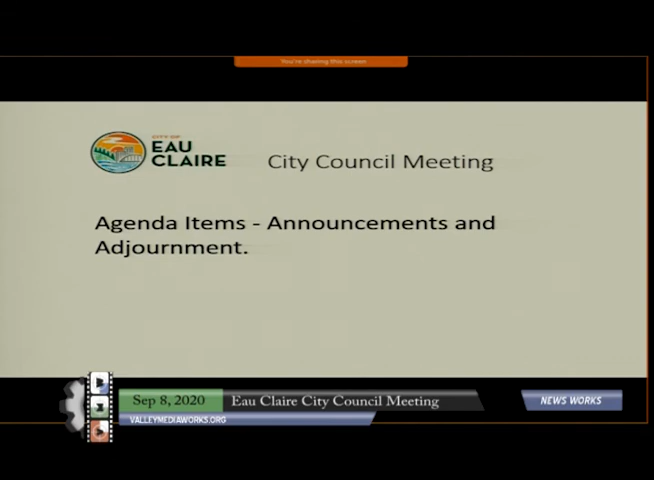 You're sharing this screen
CITY OF
EAU
CLAIRE
City Council Meeting
Agenda Items - Announcements and
Adjournment.
Sep 8, 2020
Eau Claire City Council Meeting
NEWS WORKS
VALLEYMEDIAWORKS.ORG